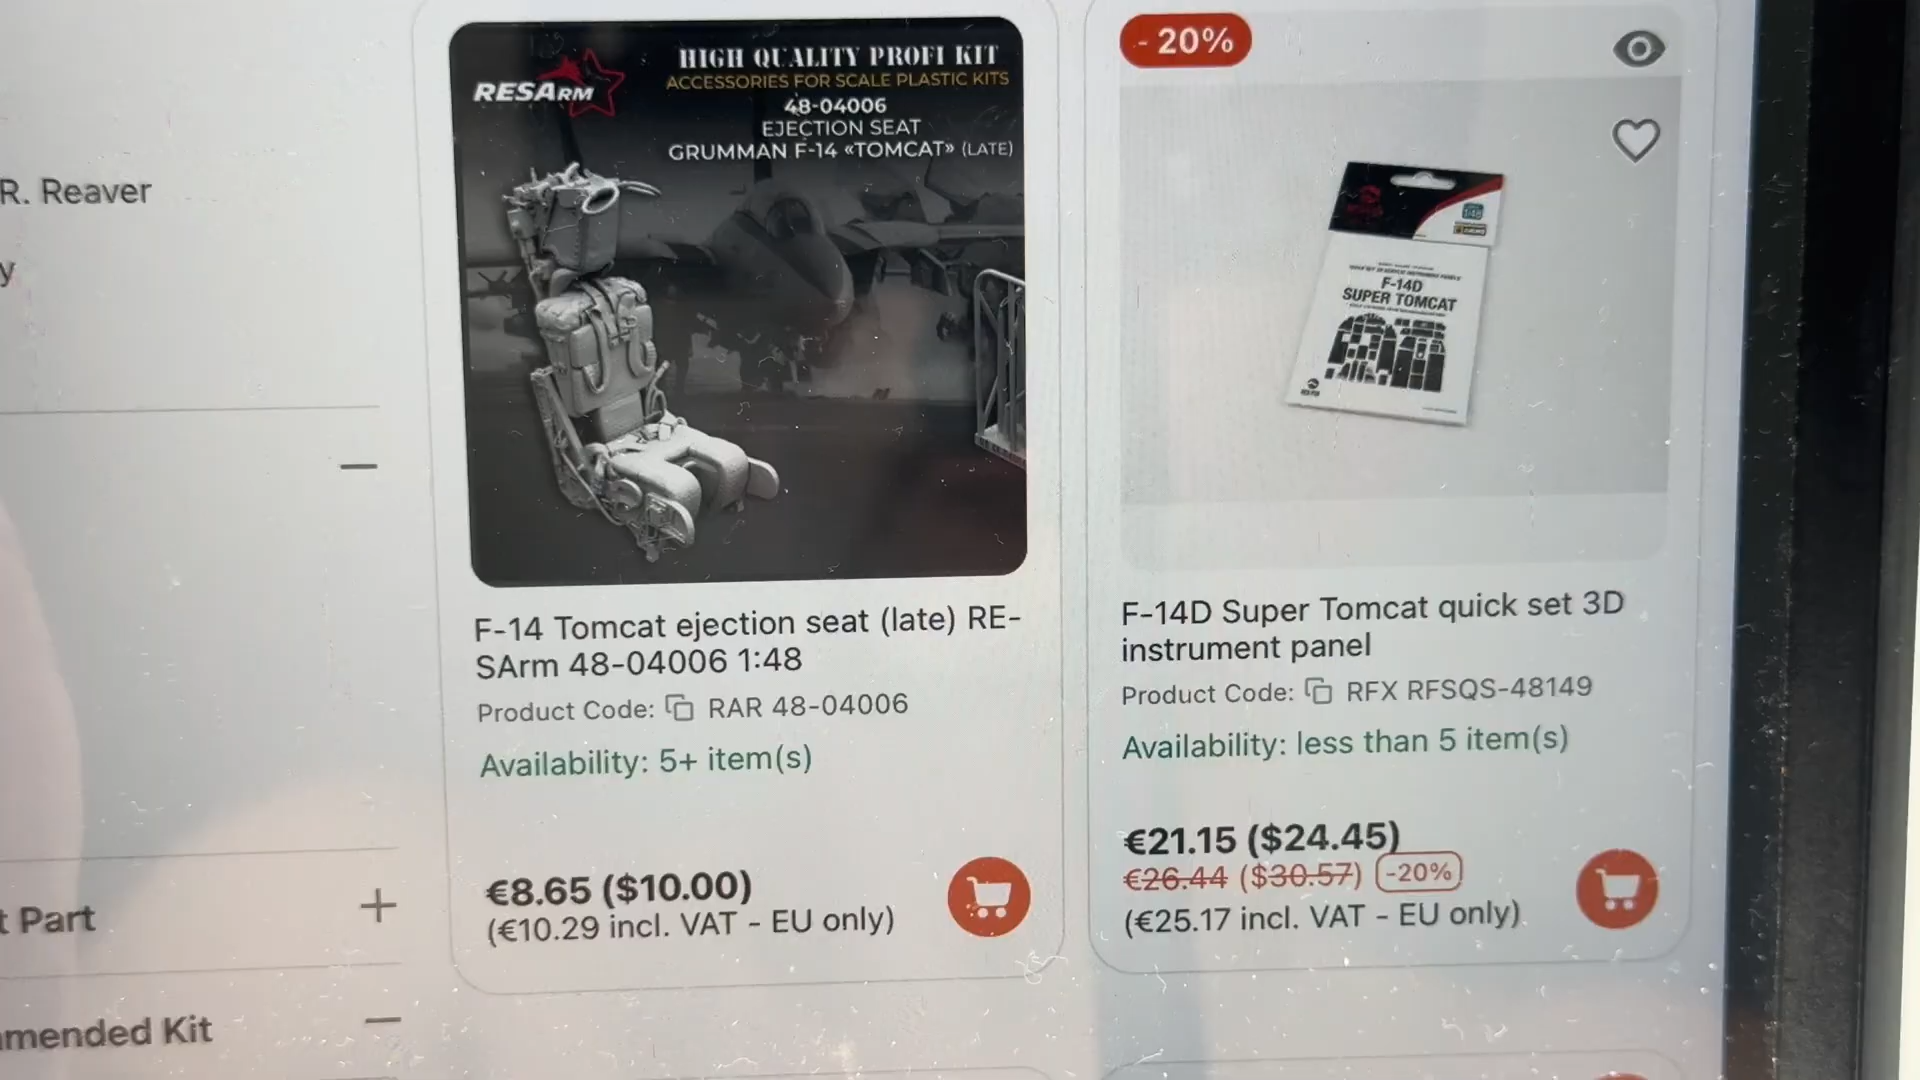 R. Reaver
y
t Part
mended Kit
RESARM
HIGH QUALITY PROFI KIT
ACCESSORIES FOR SCALE PLASTIC KITS
48-04006
EJECTION SEAT
GRUMMAN F-14 «TOMCAT» (LATE)
F-14 Tomcat ejection seat (late) RE-
SArm 48-04006 1:48
Product Code: RAR 48-04006
Availability: 5+ item(s)
€8.65 ($10.00)
(€10.29 incl. VAT - EU only)
- 20%
1:48
F-14D
SUPER TOMCAT
F-14D Super Tomcat quick set 3D
instrument panel
Product Code: RFX RFSQS-48149
Availability: less than 5 item(s)
€21.15 ($24.45)
€26.44 ($30.57) -20%
(€25.17 incl. VAT - EU only)